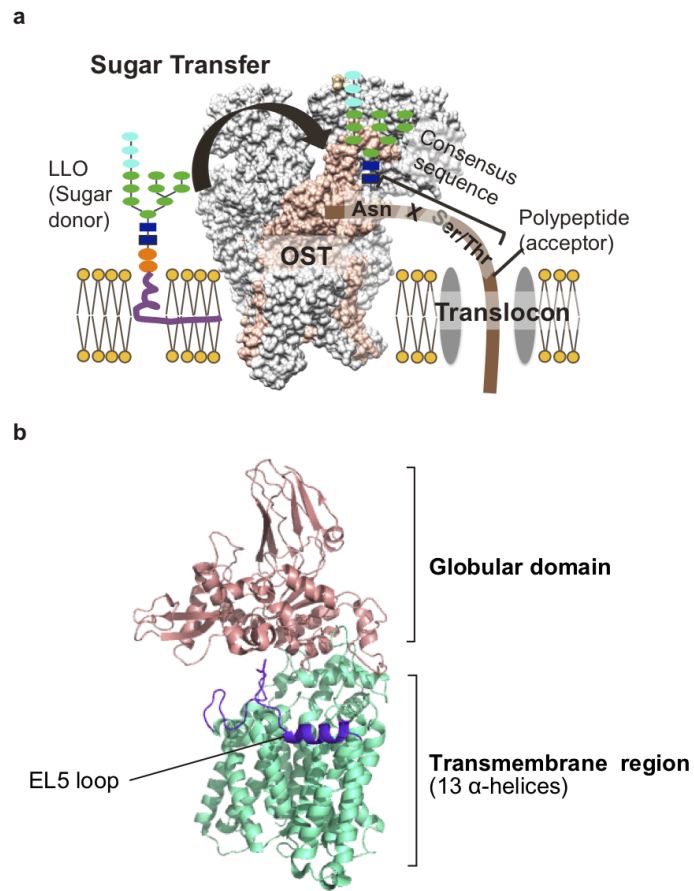 a
Sugar Transfer
LLO
(Sugar
donor)
Consensus
sequence
Asn X Ser/Thr
Polypeptide
(acceptor)
OST
Translocon
b
Globular domain
EL5 loop
Transmembrane region
(13 α-helices)